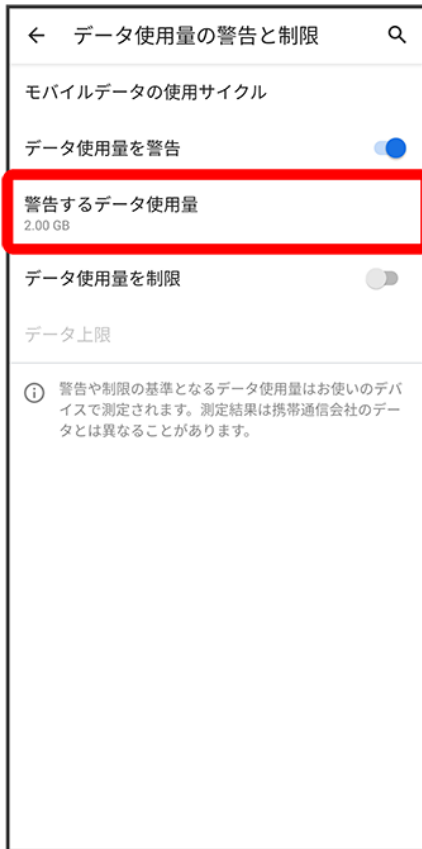 データ使用量の警告と制限
モバイルデータの使用サイクル
データ使用量を警告
警告するデータ使用量
2.00 GB
データ使用量を制限
データ上限
警告や制限の基準となるデータ使用量はお使いのデバ
イスで測定されます。測定結果は携帯通信会社のデー
タとは異なることがあります。